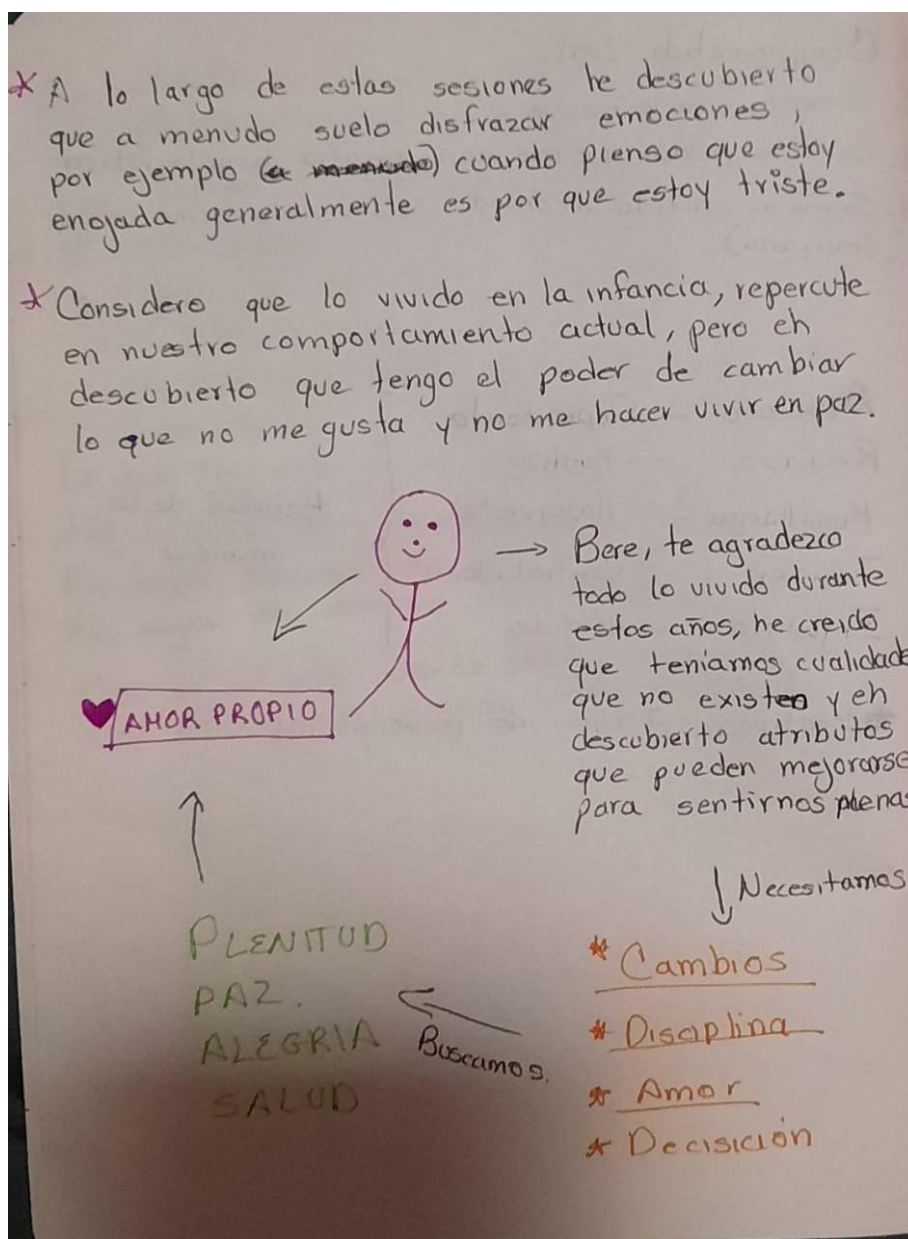 * A lo largo de estas sesiones he descubierto
que a menudo suelo disfrazar emociones,
por ejemplo (a menudo) cuando pienso que estoy
enojada generalmente es por que estoy triste.
* Considero que lo vivido en la infancia, repercute
en nuestro comportamiento actual, pero eh
descubierto que tengo el poder de cambiar
lo que no me gusta y no me hacer vivir en paz.
→ Bere, te agradezco
todo lo vivido durante
estos años, he creido
que teníamos cualidade
que no existen y eh
descubierto atributos
que pueden mejorarse
para sentirnos plenas
♥ AMOR PROPIO
↓ Necesitamos
* Cambios
* Disciplina
* Amor
* Decisición
Buscamos.
PLENITUD
PAZ.
ALEGRIA
SALUD